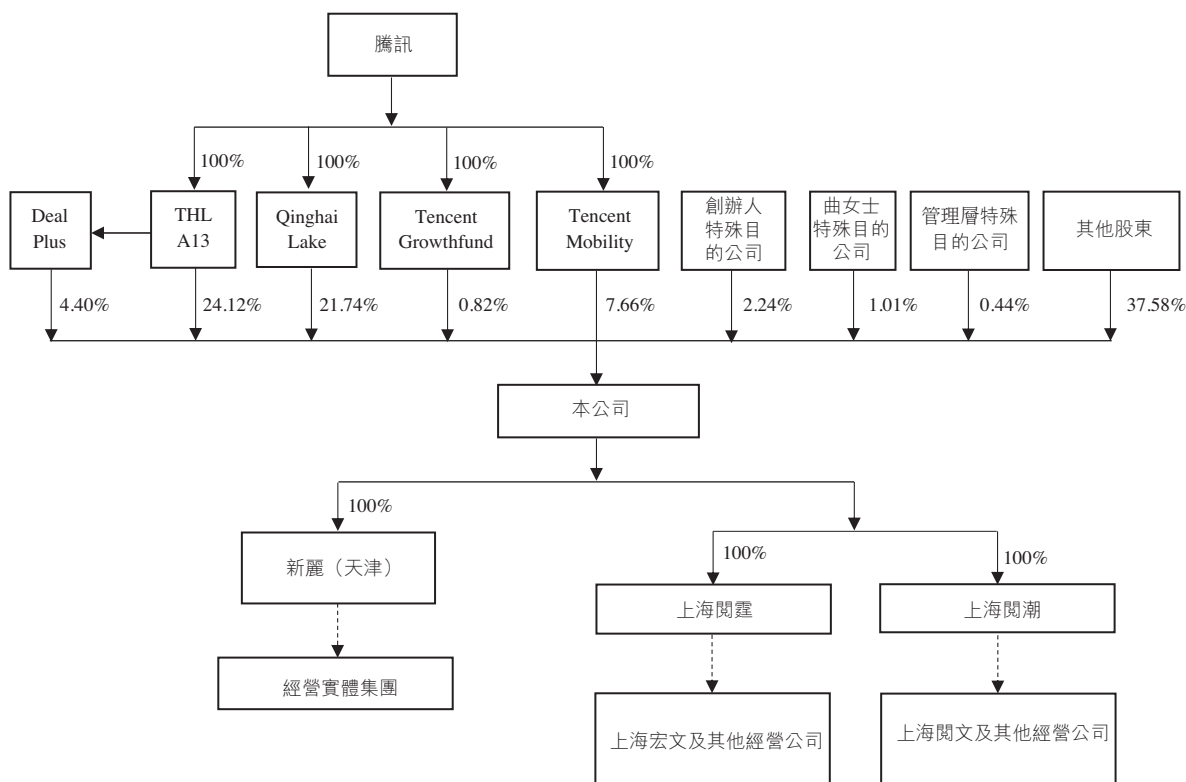 騰訊
100%
100%
100%
100%
Deal
Plus
THL
A13
Qinghai
Lake
Tencent
Growthfund
Tencent
Mobility
創辦人
特殊目
的公司
曲女士
特殊目的
公司
管理層特殊
目的公司
其他股東
4.40%
24.12%
21.74%
0.82%
7.66%
2.24%
1.01%
0.44%
37.58%
本公司
100%
新麗（天津）
100%
100%
上海閱霆
上海閱潮
經營實體集團
上海宏文及其他經營公司
上海閱文及其他經營公司